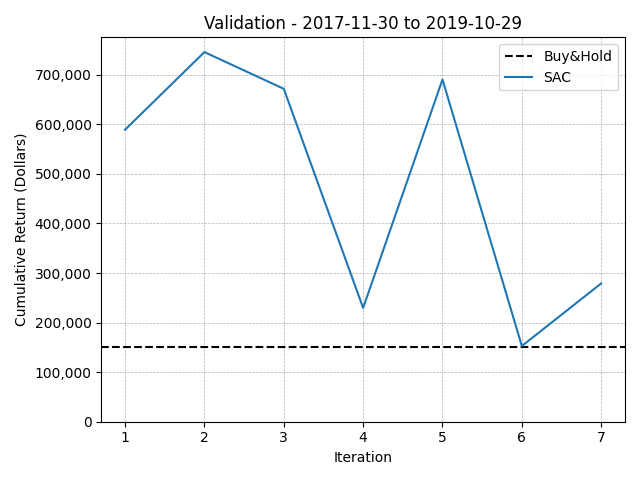 Validation - 2017-11-30 to 2019-10-29
Buy&Hold
SAC
Cumulative Return (Dollars)
700,000
600,000
500,000
400,000
300,000
200,000
100,000
0
1 2 3 4 5 6 7
Iteration